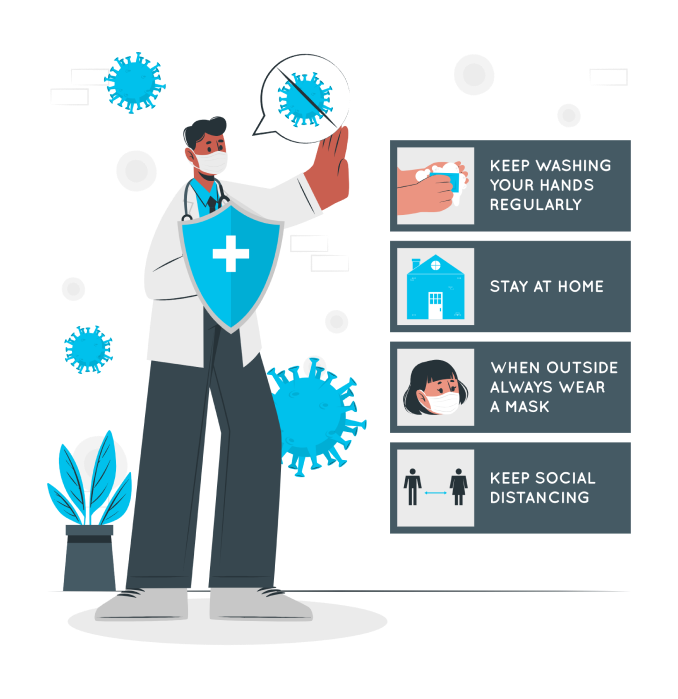 KEEP WASHING
YOUR HANDS
REGULARLY
STAY AT HOME
WHEN OUTSIDE
ALWAYS WEAR
A MASK
KEEP SOCIAL
DISTANCING